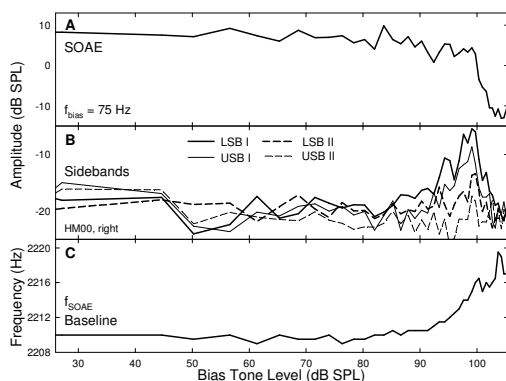 A
SOAE
10
0
-10
f_bias = 75 Hz
Amplitude (dB SPL)
B
LSB I
LSB II
USB I
USB II
-10
Sidebands
-20
HM00, right
2220
C
2216
f_SOAE
Baseline
2212
2208
Frequency (Hz)
30 40 50 60 70 80 90 100
Bias Tone Level (dB SPL)